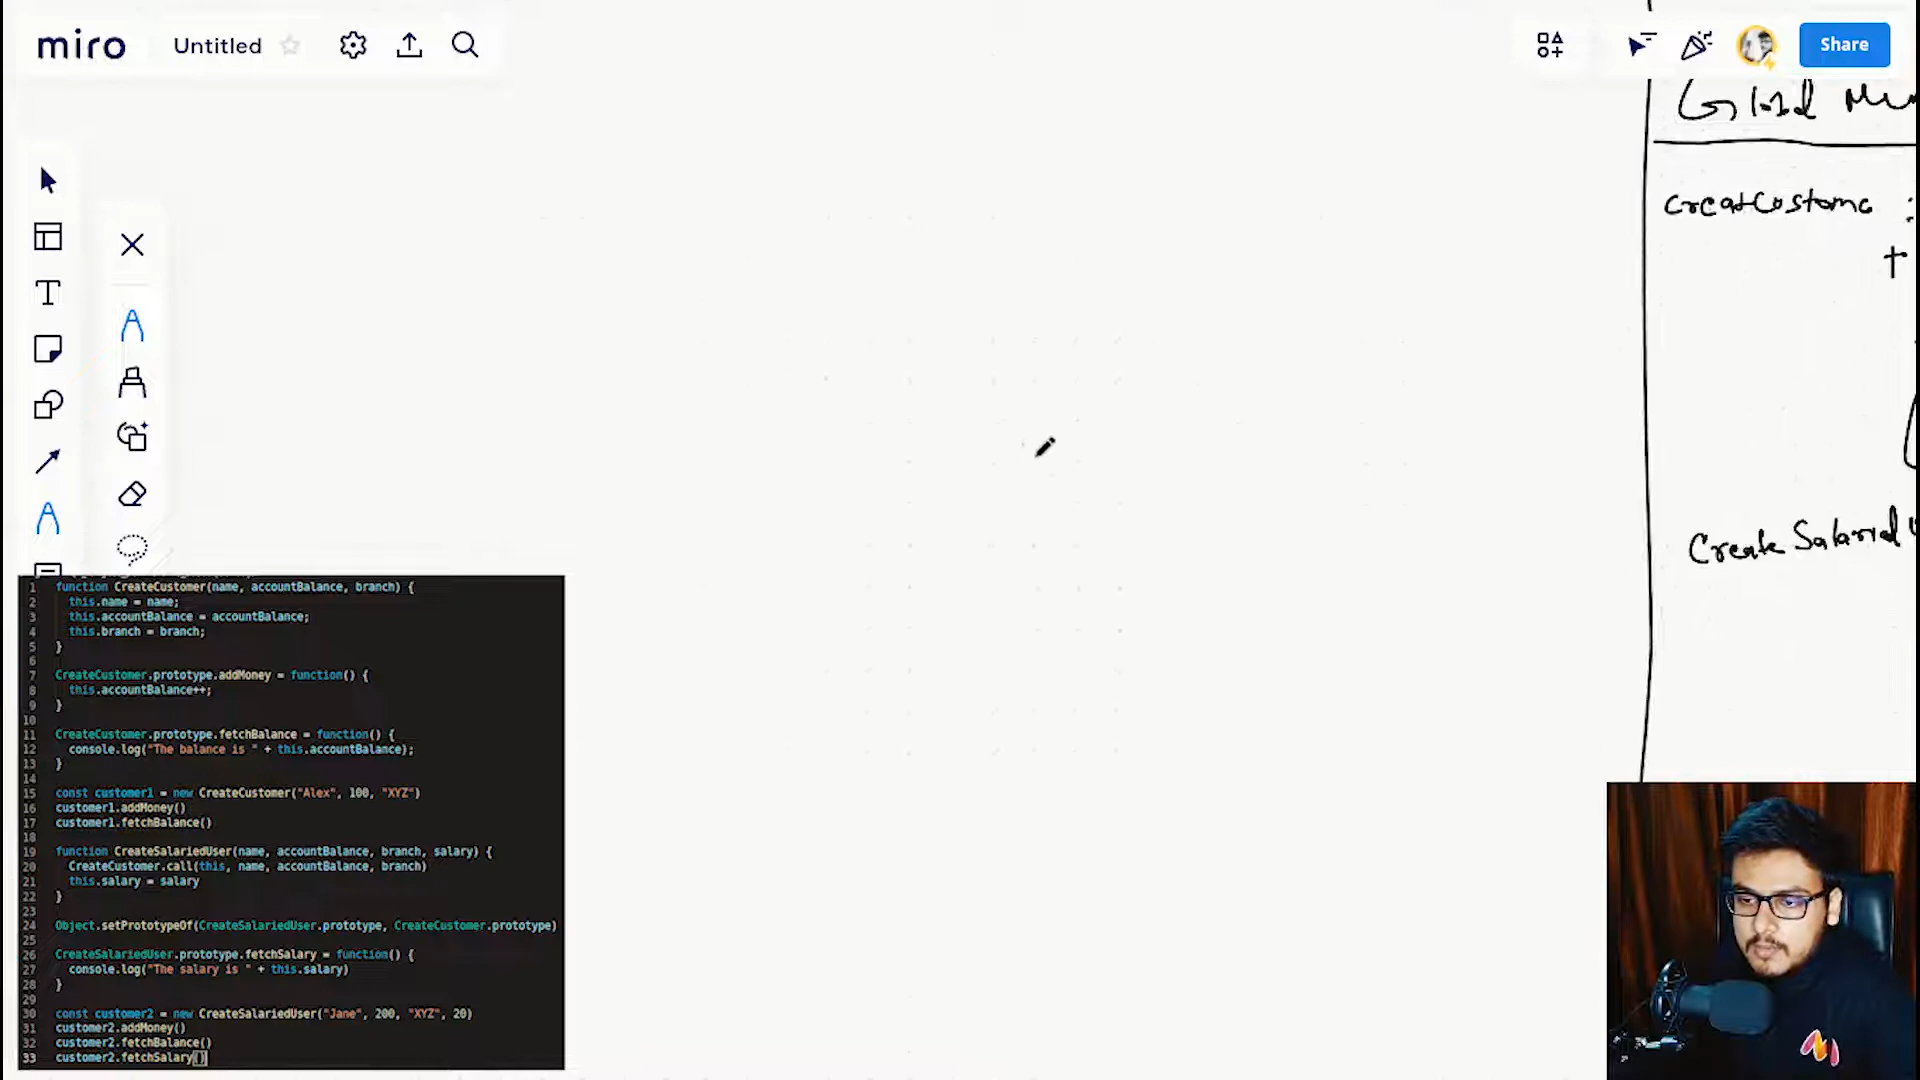 miro
Untitled
Share
creatCostome :
Create Salaried
1 function CreateCustomer(name, accountBalance, branch) {
2 this.name = name;
3 this.accountBalance = accountBalance;
4 this.branch = branch;
5 }
6
7 CreateCustomer.prototype.addMoney = function() {
8 this.accountBalance++;
9 }
10
11 CreateCustomer.prototype.fetchBalance = function() {
12 console.log("The balance is " + this.accountBalance);
13 }
14
15 const customer1 = new CreateCustomer("Alex", 100, "XYZ")
16 customer1.addMoney()
17 customer1.fetchBalance()
18
19 function CreateSalariedUser(name, accountBalance, branch, salary) {
20 CreateCustomer.call(this, name, accountBalance, branch)
21 this.salary = salary
22 }
23
24 Object.setPrototypeOf(CreateSalariedUser.prototype, CreateCustomer.prototype)
25
26 CreateSalariedUser.prototype.fetchSalary = function() {
27 console.log("The salary is " + this.salary)
28 }
29
30 const customer2 = new CreateSalariedUser("Jane", 200, "XYZ", 20)
31 customer2.addMoney()
32 customer2.fetchBalance()
33 customer2.fetchSalary()